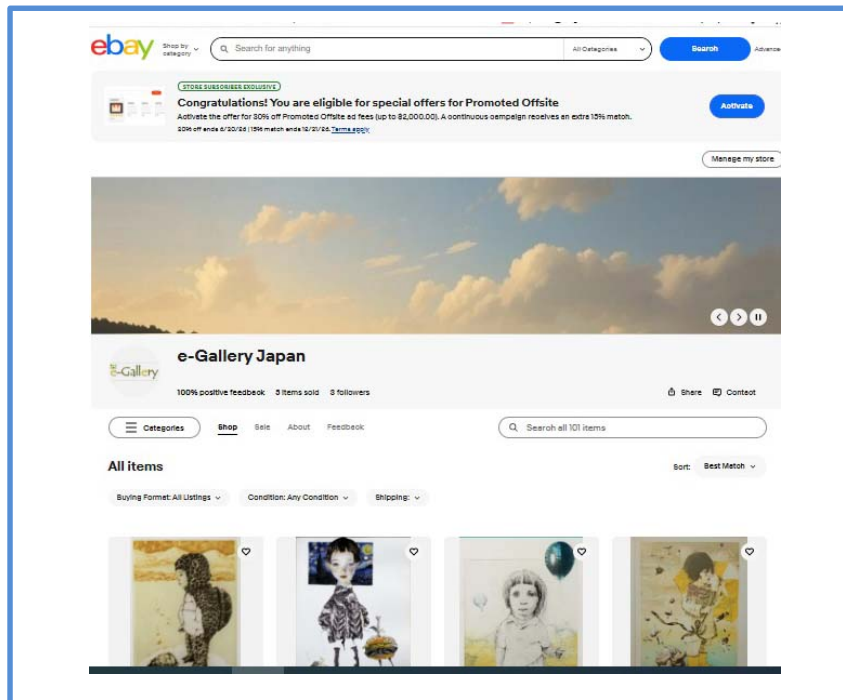 ebay
Shop by
category
Search for anything
All Categories
Search
Advance
STORE SUBSCRIBER EXCLUSIVE
Congratulations! You are eligible for special offers for Promoted Offsite
Activate the offer for 30% off Promoted Offsite ad fees (up to $2,000.00). A continuous campaign receives an extra 15% match.
Terms apply
Activate
Manage my store
e-Gallery
e-Gallery Japan
100% positive feedback 3 items sold 3 followers
Share Contact
Categories Shop Sale About Feedback
Search all 101 items
All items
Sort: Best Match
Buying Format: All Listings Condition: Any Condition Shipping: